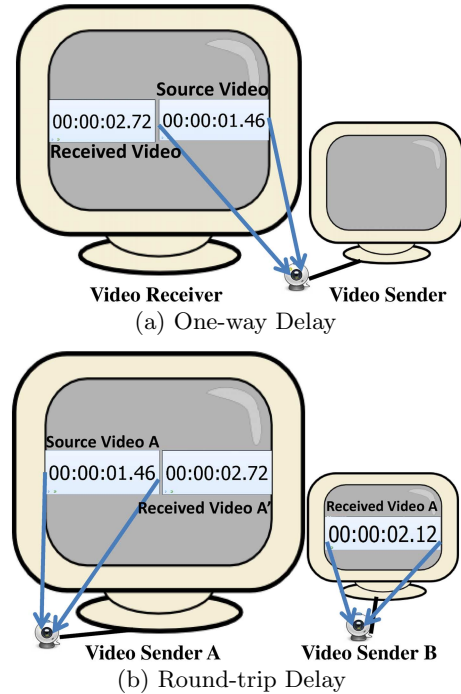 Source Video
00:00:02.72 00:00:01.46
Received Video
Video Receiver Video Sender
(a) One-way Delay
Source Video A
00:00:01.46 00:00:02.72
Received Video A'
Received Video A
00:00:02.12
Video Sender A Video Sender B
(b) Round-trip Delay